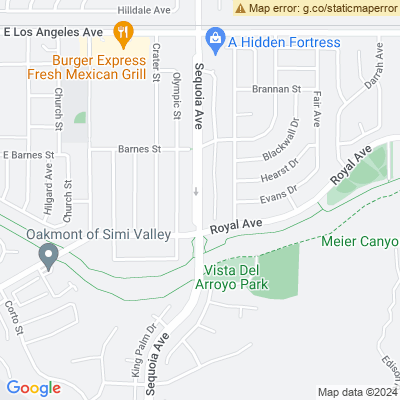 Map error: g.co/staticmaperror
Hilldale Ave
E Los Angeles Ave
Burger Express
Fresh Mexican Grill
A Hidden Fortress
Darrah Ave
Crater St
Olympic St
Sequoia Ave
Church St
Brannan St
Fair Ave
Blackwall Dr
Barnes St
E Barnes St
Hearst Dr
Royal Ave
Hilgard Ave
Church St
Evans Dr
Royal Ave
Oakmont of Simi Valley
Meier Canyo
Vista Del
Arroyo Park
Corto St
King Palm Dr
Sequoia Ave
Edison
Google
Map data ©2024